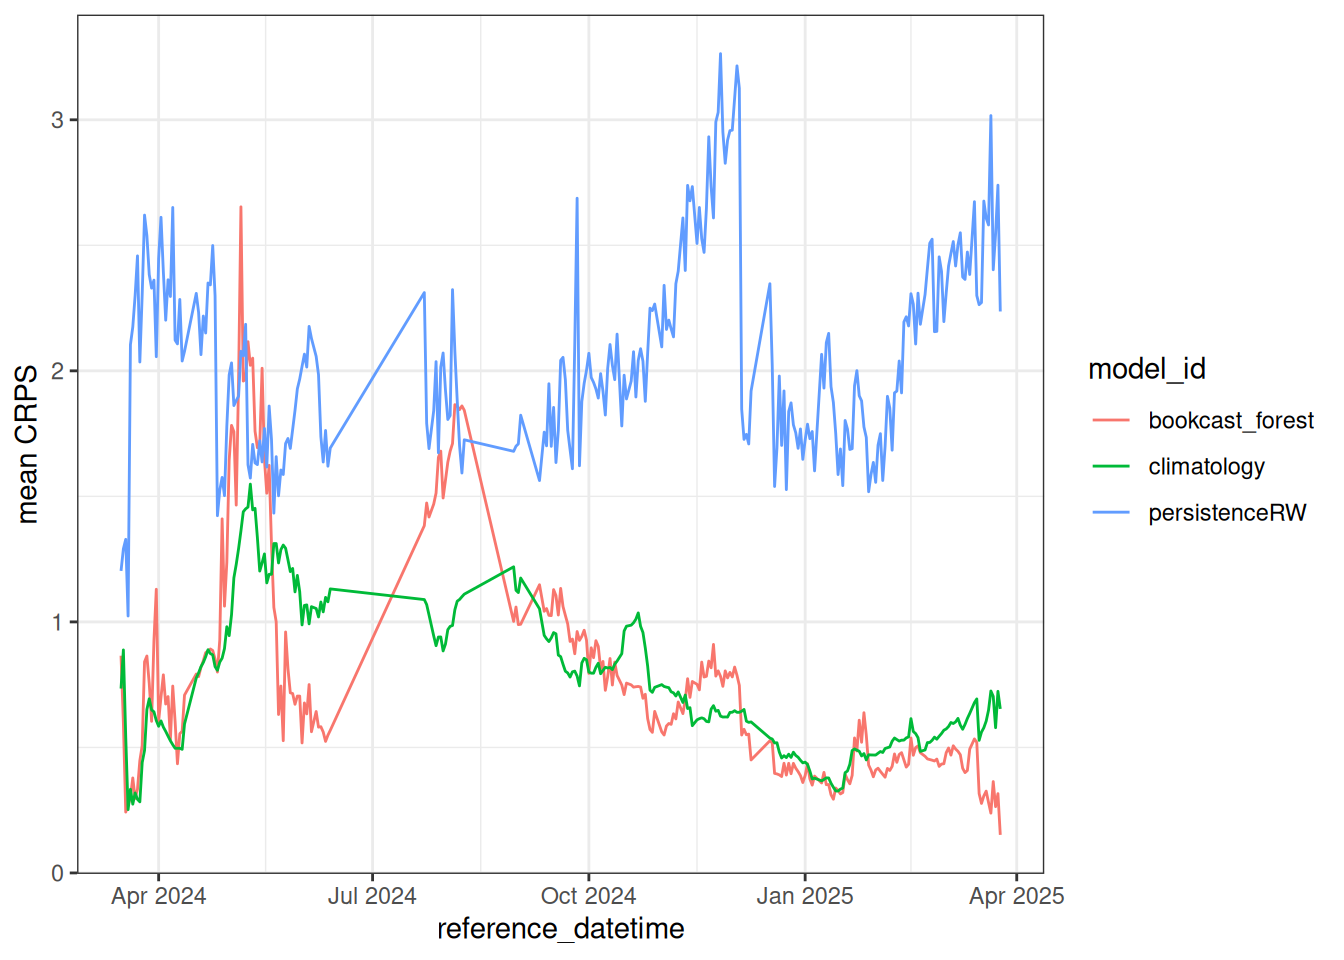 mean CRPS
3
2
1
0
Apr 2024
Jul 2024
Oct 2024
Jan 2025
Apr 2025
reference_datetime
model_id
bookcast_forest
climatology
persistenceRW